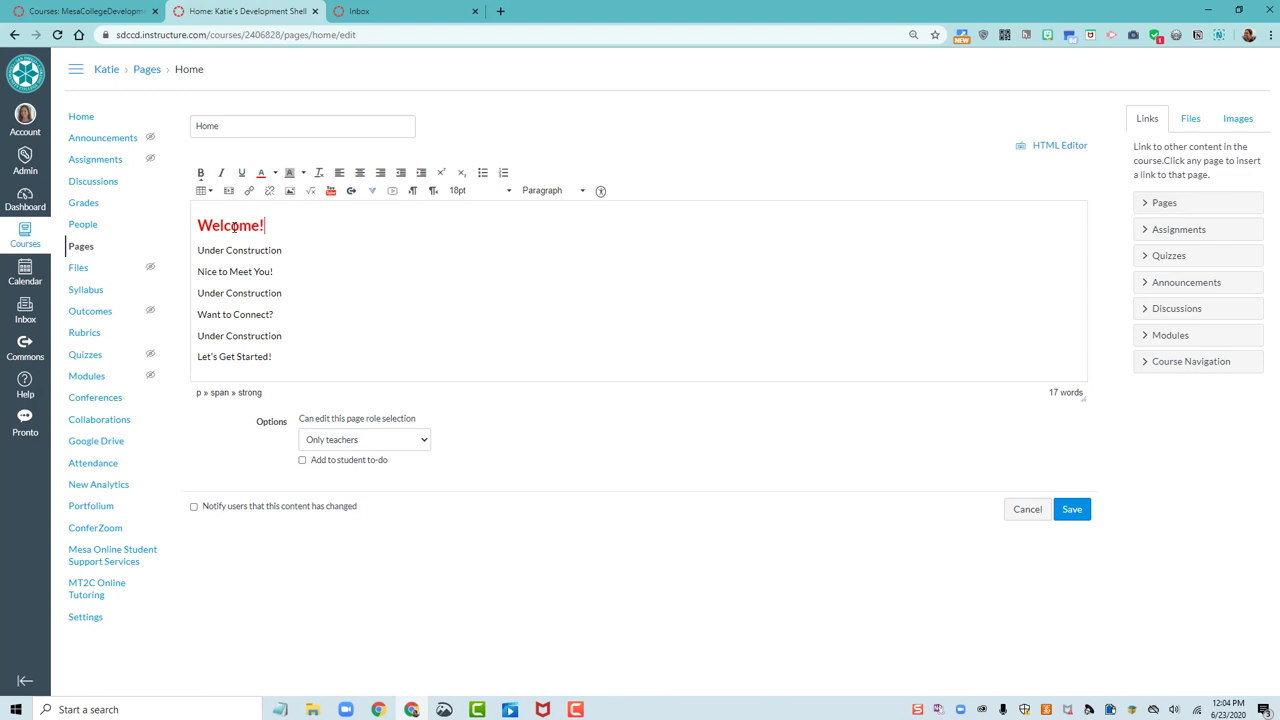 Courses: MesaCollegeDevelopm
Home: Katie's Development Shell
Inbox
sdccd.instructure.com/courses/2406828/pages/home/edit
Katie › Pages › Home
Account
Admin
Dashboard
Courses
Calendar
Inbox
Commons
Help
Pronto
Home
Announcements
Assignments
Discussions
Grades
People
Pages
Files
Syllabus
Outcomes
Rubrics
Quizzes
Modules
Conferences
Collaborations
Google Drive
Attendance
New Analytics
Portfolium
ConferZoom
Mesa Online Student
Support Services
MT2C Online
Tutoring
Settings
Home
HTML Editor
18pt
Paragraph
Welcome!
Under Construction
Nice to Meet You!
Under Construction
Want to Connect?
Under Construction
Let's Get Started!
p » span » strong
17 words
Options
Can edit this page role selection
Only teachers
Add to student to-do
Notify users that this content has changed
Cancel
Save
Links
Files
Images
Link to other content in the
course.Click any page to insert
a link to that page.
Pages
Assignments
Quizzes
Announcements
Discussions
Modules
Course Navigation
Start a search
12:04 PM
6/23/2020